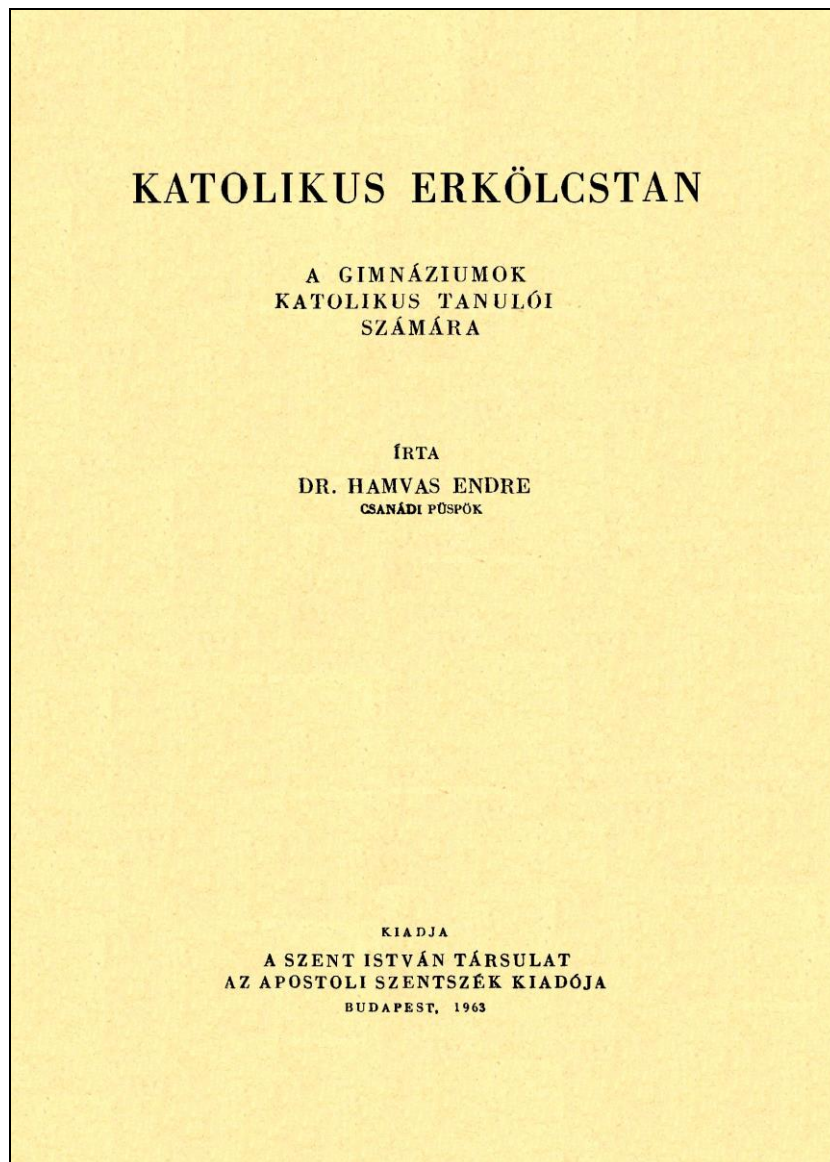 KATOLIKUS ERKÖLCSTAN
A GIMNÁZIUMOK
KATOLIKUS TANULÓI
SZÁMÁRA
ÍRTA
DR. HAMVAS ENDRE
CSANÁDI PÜSPÖK
KIADJA
A SZENT ISTVÁN TÁRSULAT
AZ APOSTOLI SZENTSZÉK KIADÓJA
BUDAPEST, 1963